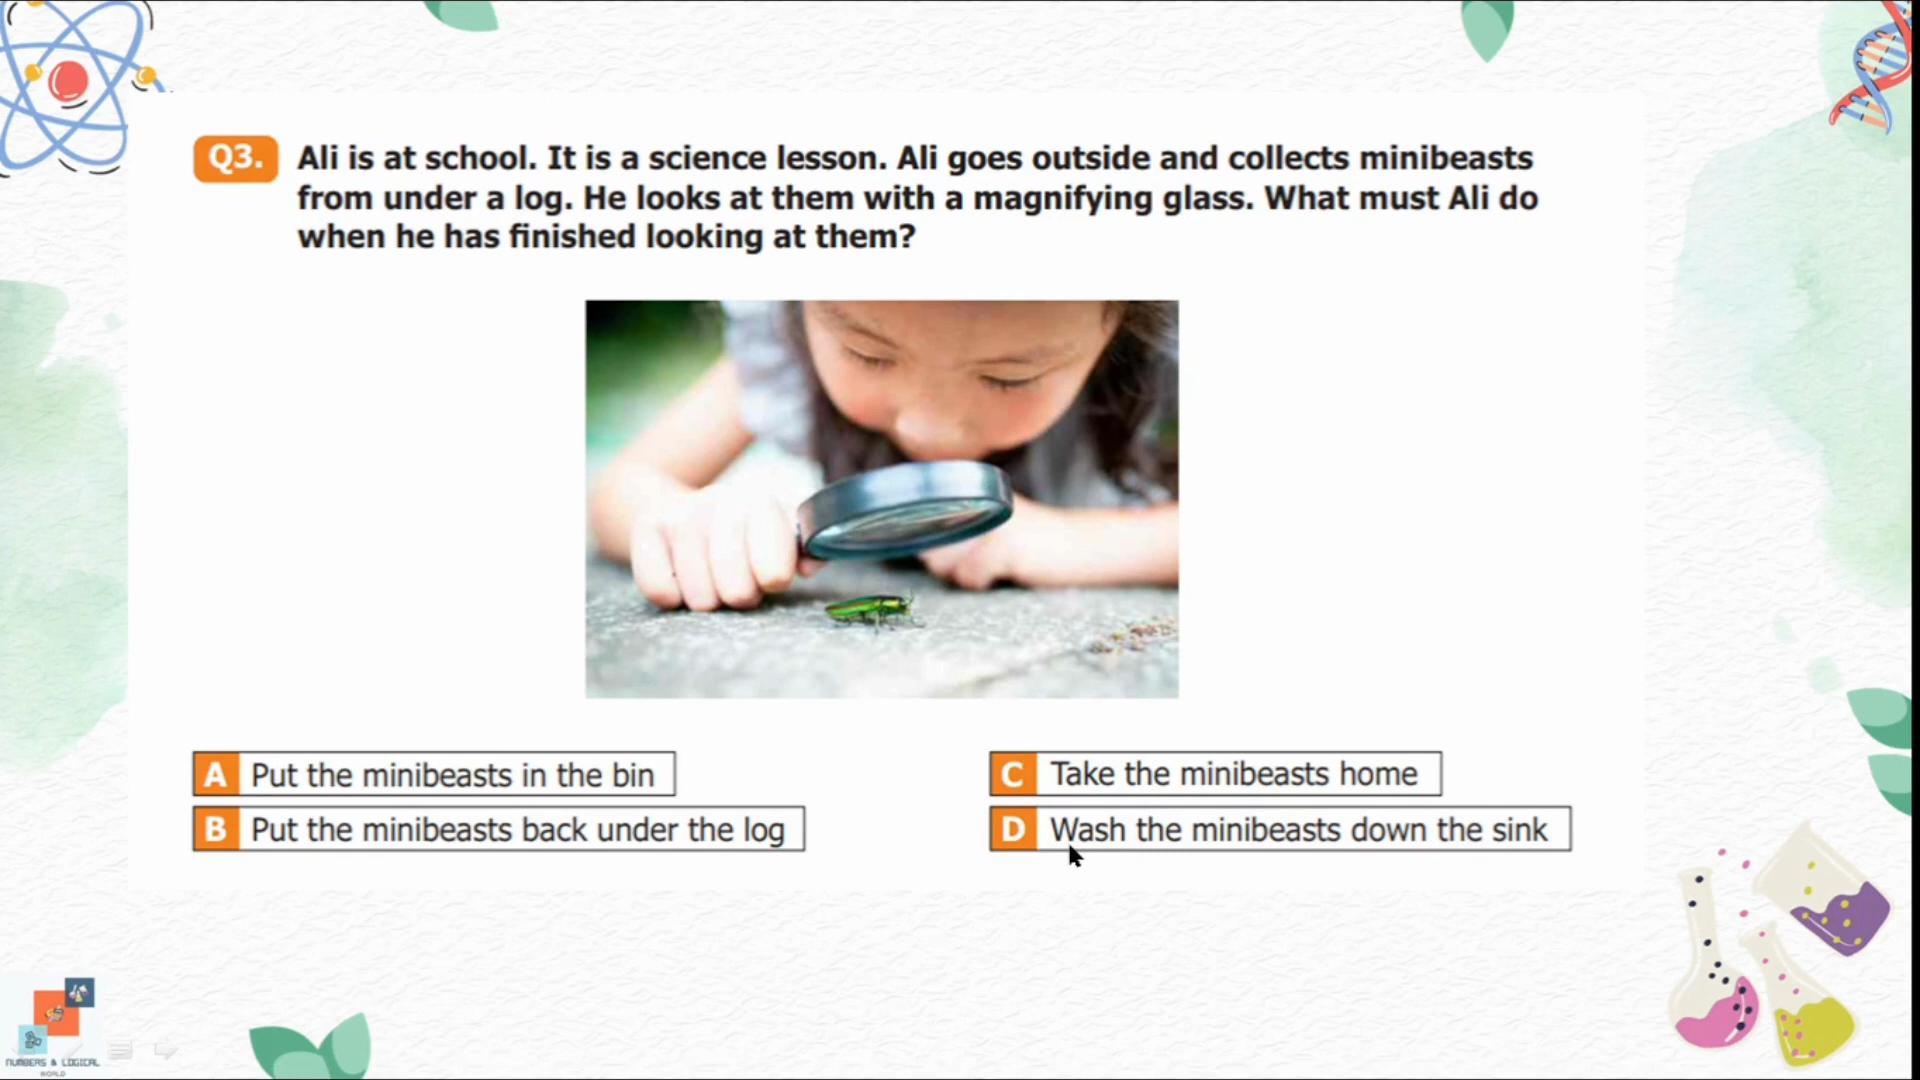 Q3. Ali is at school. It is a science lesson. Ali goes outside and collects minibeasts
from under a log. He looks at them with a magnifying glass. What must Ali do
when he has finished looking at them?
A Put the minibeasts in the bin
B Put the minibeasts back under the log
C Take the minibeasts home
D Wash the minibeasts down the sink
NUMBERS & LOGICAL
WORLD